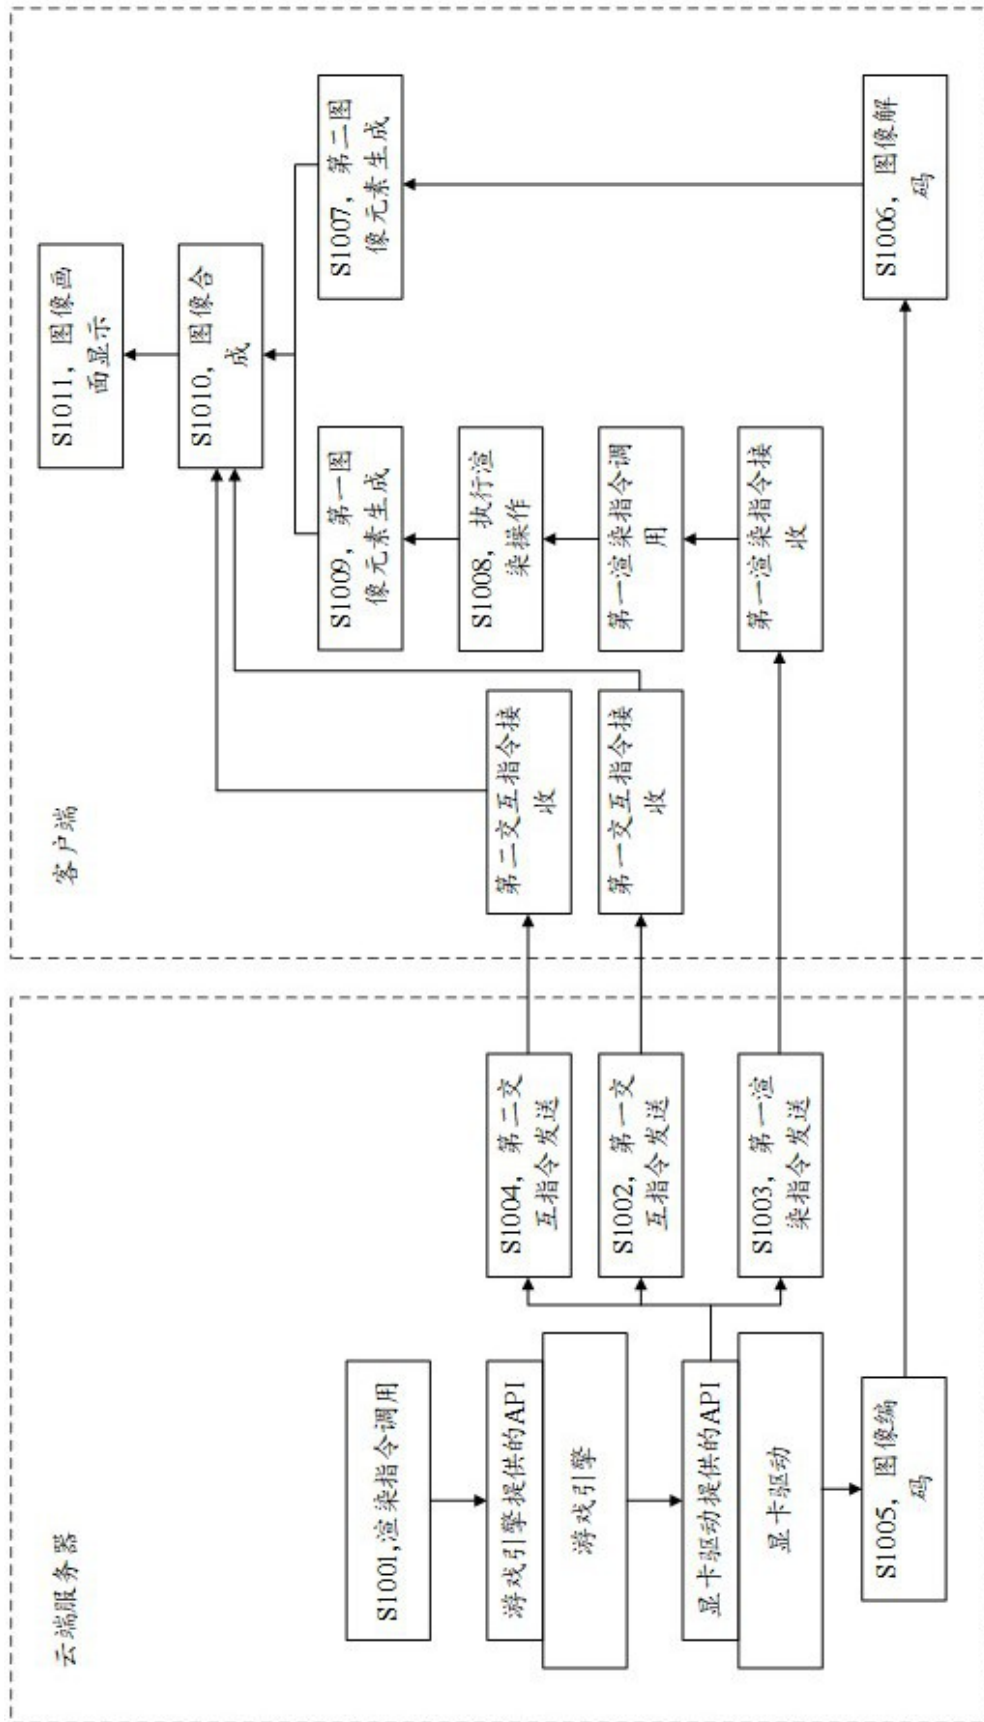 云端服务器
S1001,渲染指令调用
游戏引擎提供的API
游戏引擎
显卡驱动提供的API
显卡驱动
S1005，图像编
码
S1004，第二交
互指令发送
S1002，第一交
互指令发送
S1003，第一渲
染指令发送
客户端
第二交互指令接
收
第一交互指令接
收
S1011，图像画
面显示
S1010，图像合
成
S1009，第一图
像元素生成
S1008，执行渲
染操作
第一渲染指令调
用
第一渲染指令接
收
S1007，第二图
像元素生成
S1006，图像解
码